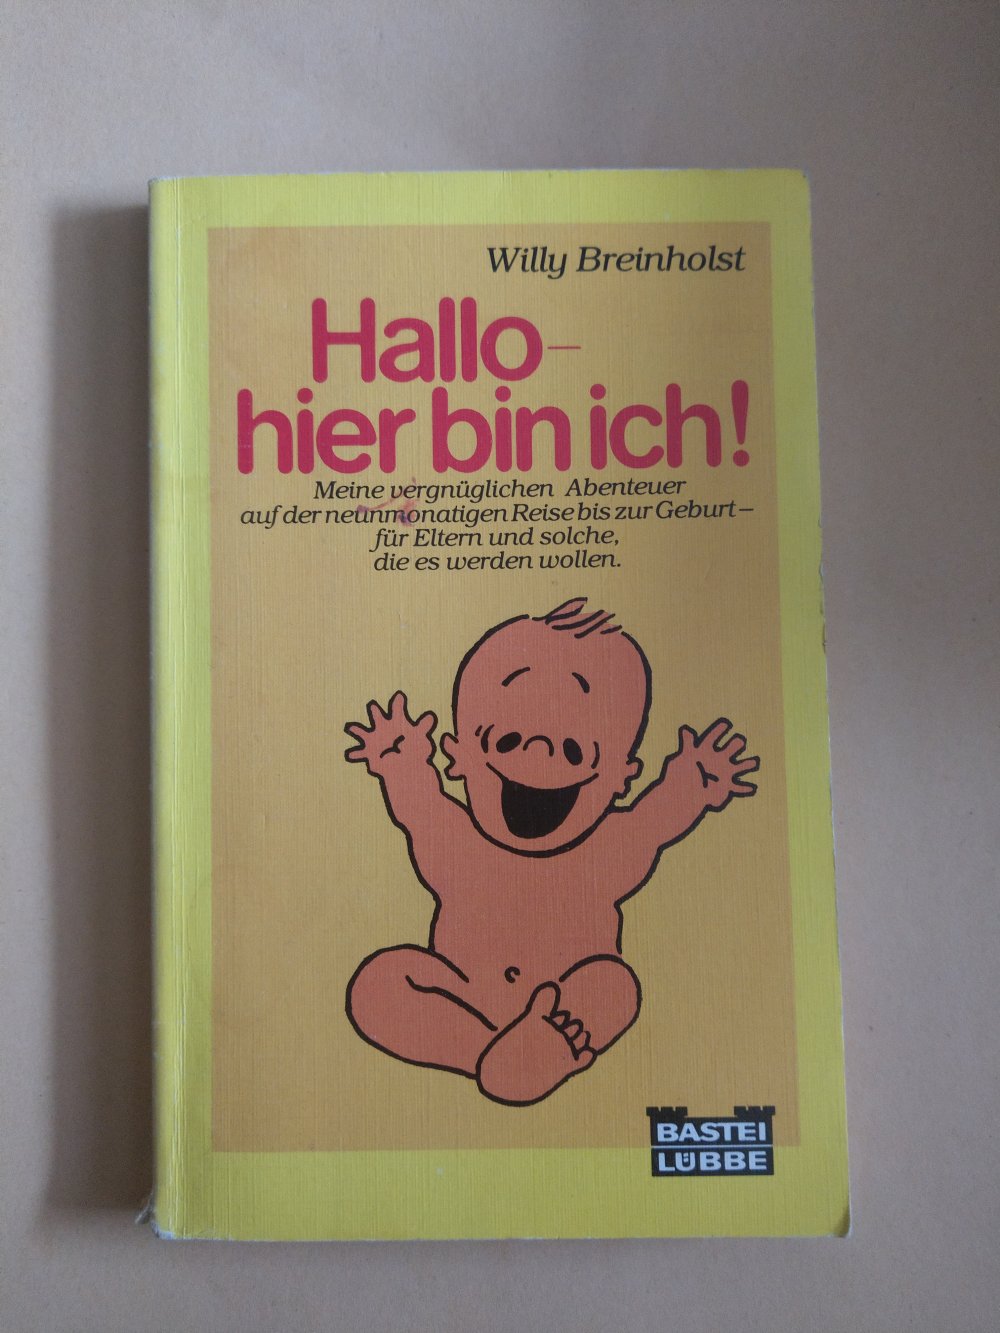 Willy Breinholst
Hallo–
hier bin ich!
Meine vergnüglichen Abenteuer
auf der neunmonatigen Reise bis zur Geburt –
für Eltern und solche,
die es werden wollen.
BASTEI
LÜBBE